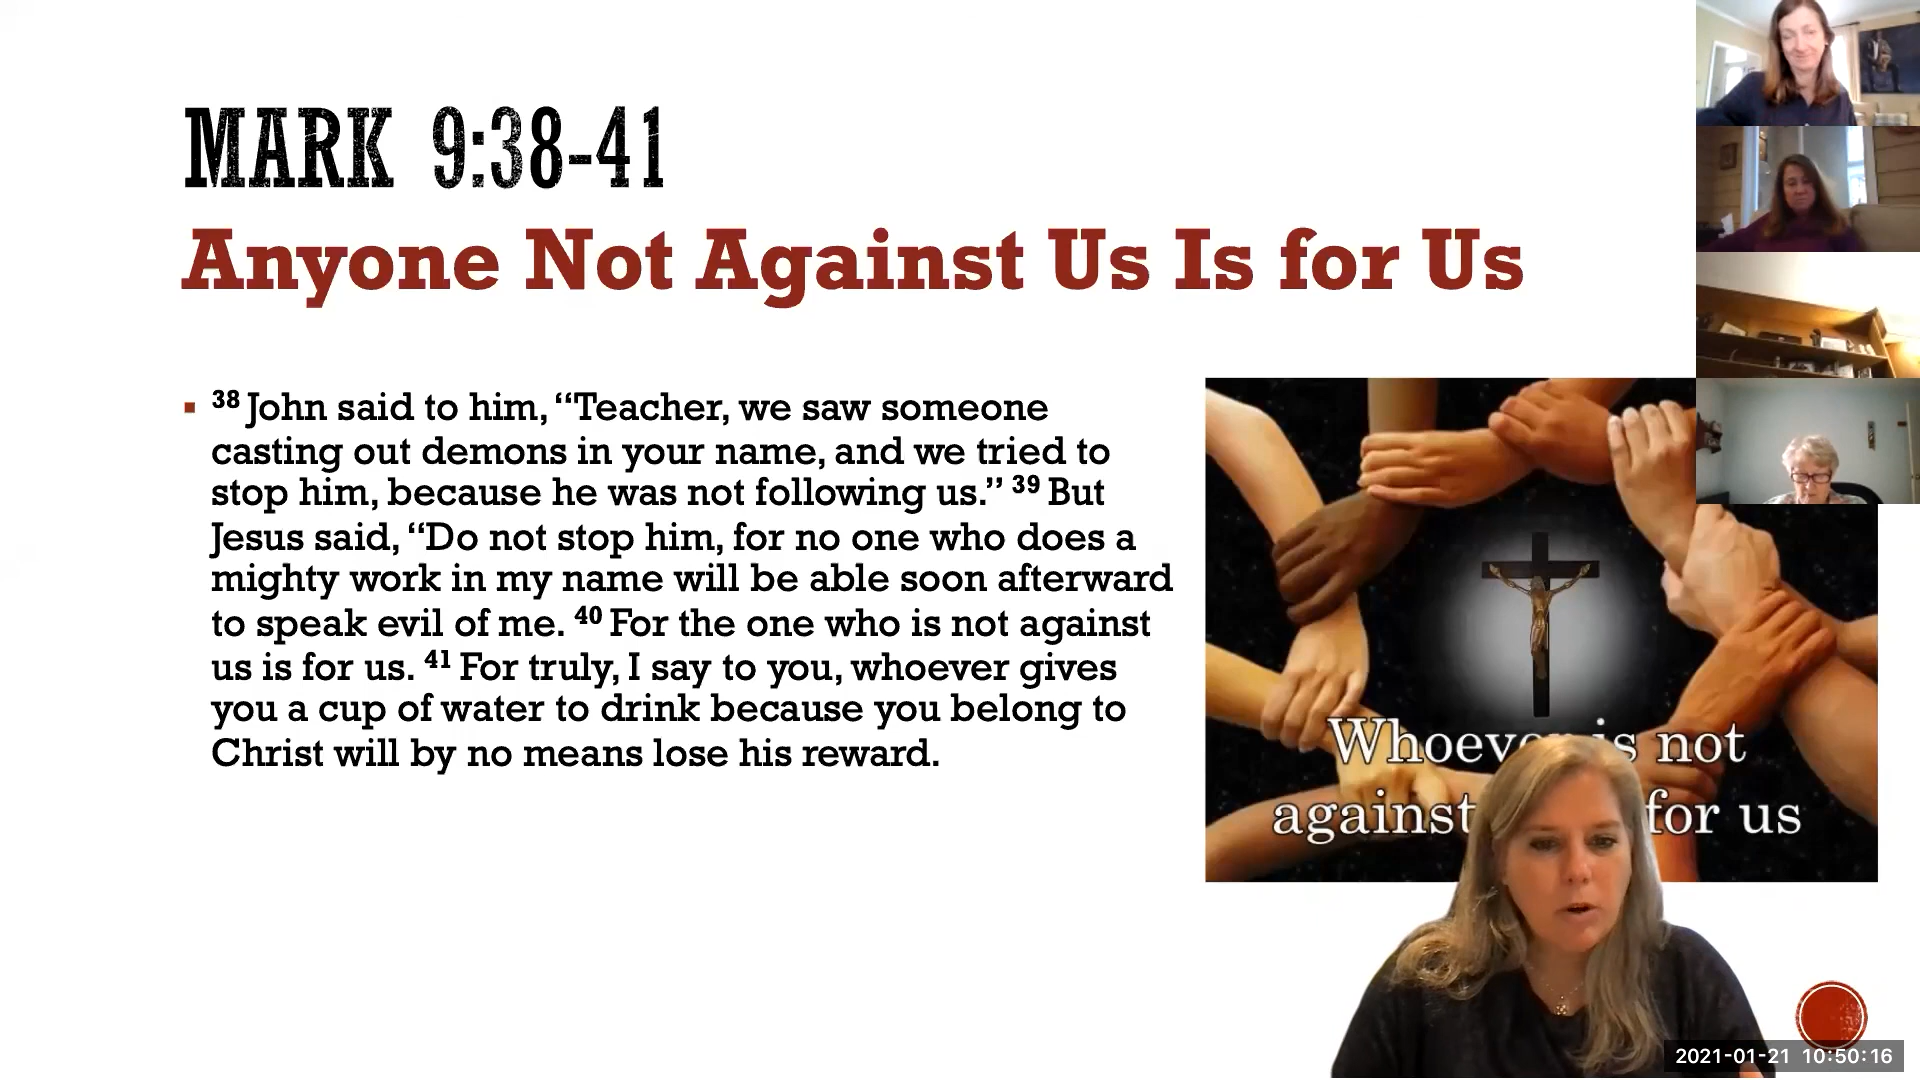 MARK 9:38-41
Anyone Not Against Us Is for Us
38 John said to him, “Teacher, we saw someone
casting out demons in your name, and we tried to
stop him, because he was not following us.” 39 But
Jesus said, “Do not stop him, for no one who does a
mighty work in my name will be able soon afterward
to speak evil of me. 40 For the one who is not against
us is for us. 41 For truly, I say to you, whoever gives
you a cup of water to drink because you belong to
Christ will by no means lose his reward.
is not
against for us
2021-01-21 10:50:16